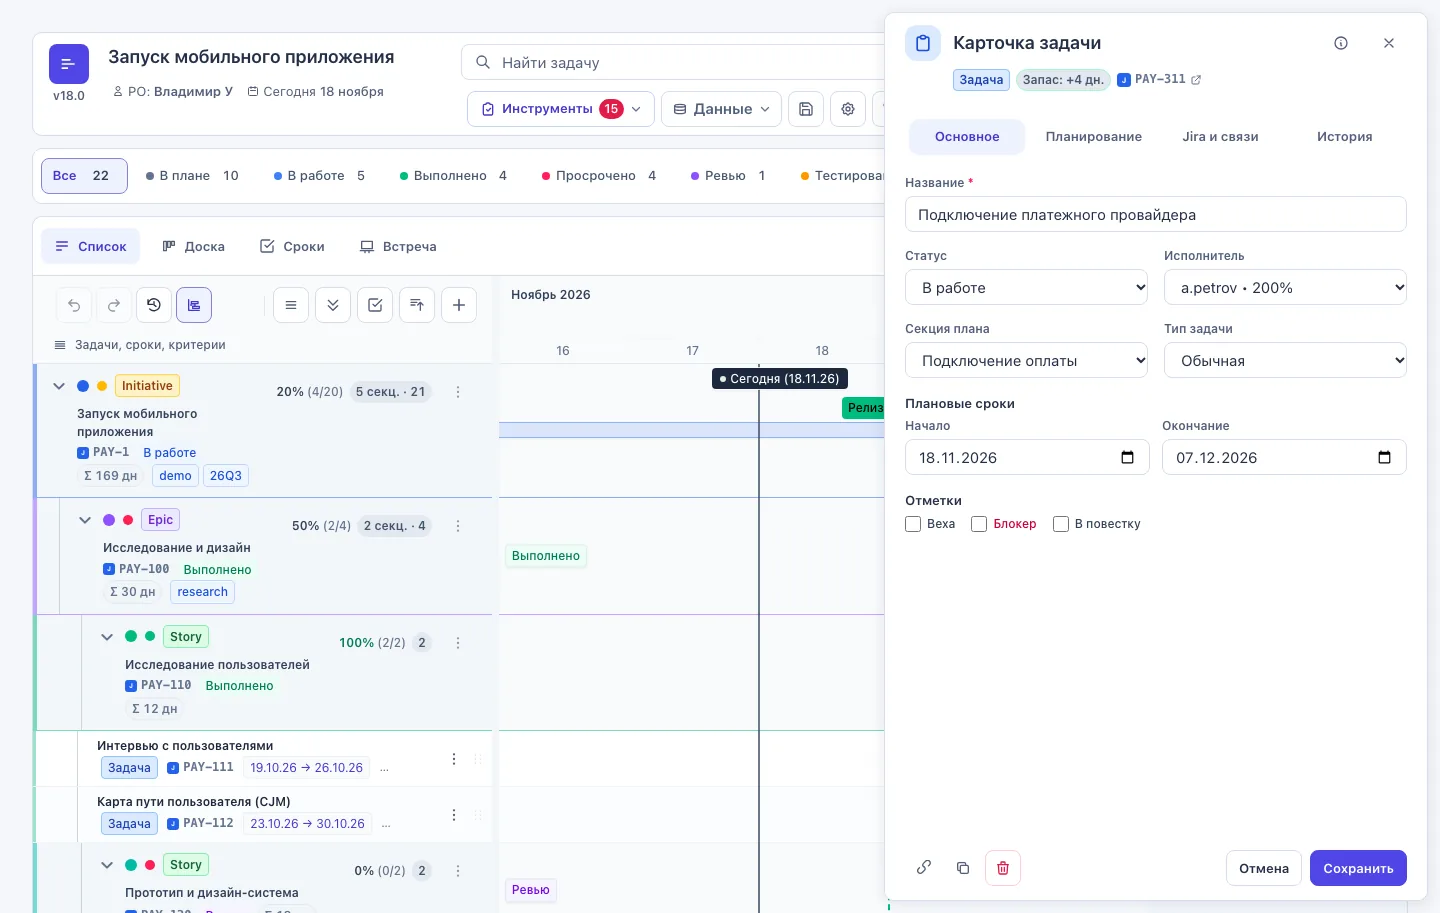 Запуск мобильного приложения
v18.0
PO: Владимир У
Сегодня 18 ноября
Найти задачу
Инструменты 15
Данные
Все 22
В плане 10
В работе 5
Выполнено 4
Просрочено 4
Ревью 1
Список
Доска
Сроки
Встреча
Задачи, сроки, критерии
Ноябрь 2026
16 17 18
Сегодня (18.11.26)
Initiative
20% (4/20) 5 секц. · 21
Запуск мобильного
приложения
PAY-1 В работе
Σ 169 дн demo 26Q3
Epic
50% (2/4) 2 секц. · 4
Исследование и дизайн
PAY-100 Выполнено
Σ 30 дн research
Выполнено
Story
100% (2/2) 2
Исследование пользователей
PAY-110 Выполнено
Σ 12 дн
Интервью с пользователями
Задача PAY-111 19.10.26 → 26.10.26 ...
Карта пути пользователя (CJM)
Задача PAY-112 23.10.26 → 30.10.26 ...
Story
0% (0/2) 2
Прототип и дизайн-система
Ревью
Карточка задачи
Задача Запас: +4 дн. PAY-311
Основное
Планирование
Jira и связи
История
Название *
Подключение платежного провайдера
Статус
В работе
Исполнитель
a.petrov • 200%
Секция плана
Подключение оплаты
Тип задачи
Обычная
Плановые сроки
Начало
18.11.2026
Окончание
07.12.2026
Отметки
Веха
Блокер
В повестку
Отмена
Сохранить